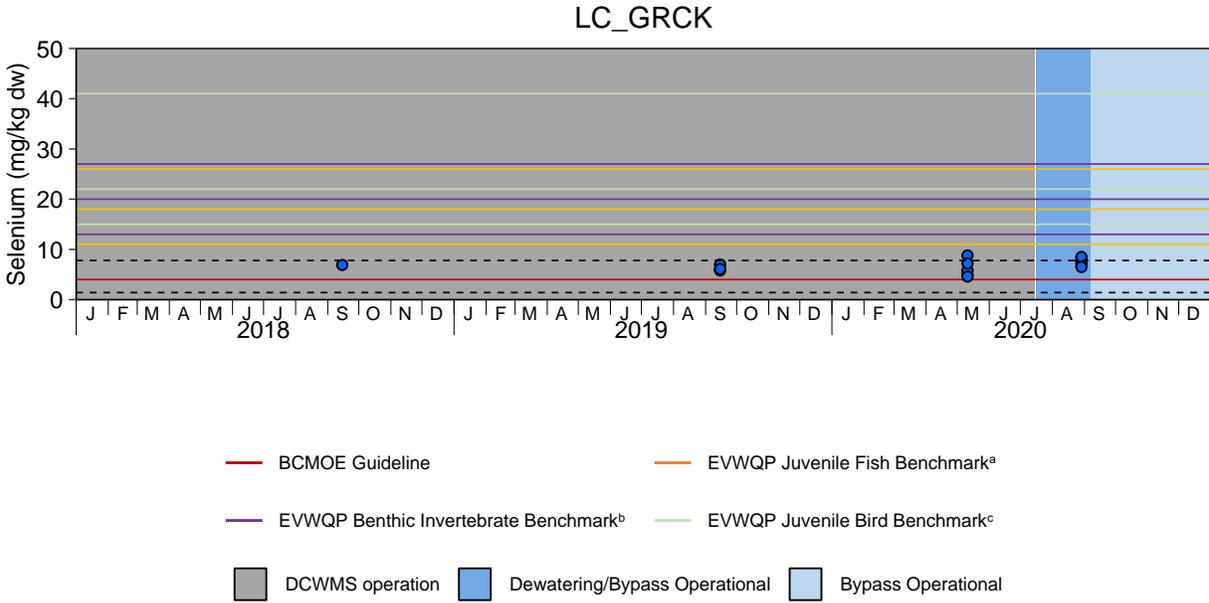 LC_GRCK
Selenium (mg/kg dw)
50
40
30
20
10
0
J F M A M J J A S O N D J F M A M J J A S O N D J F M A M J J A S O N D
2018 2019 2020
BCMOE Guideline EVWQP Juvenile Fish Benchmarkᵃ
EVWQP Benthic Invertebrate Benchmarkᵇ EVWQP Juvenile Bird Benchmarkᶜ
DCWMS operation Dewatering/Bypass Operational Bypass Operational